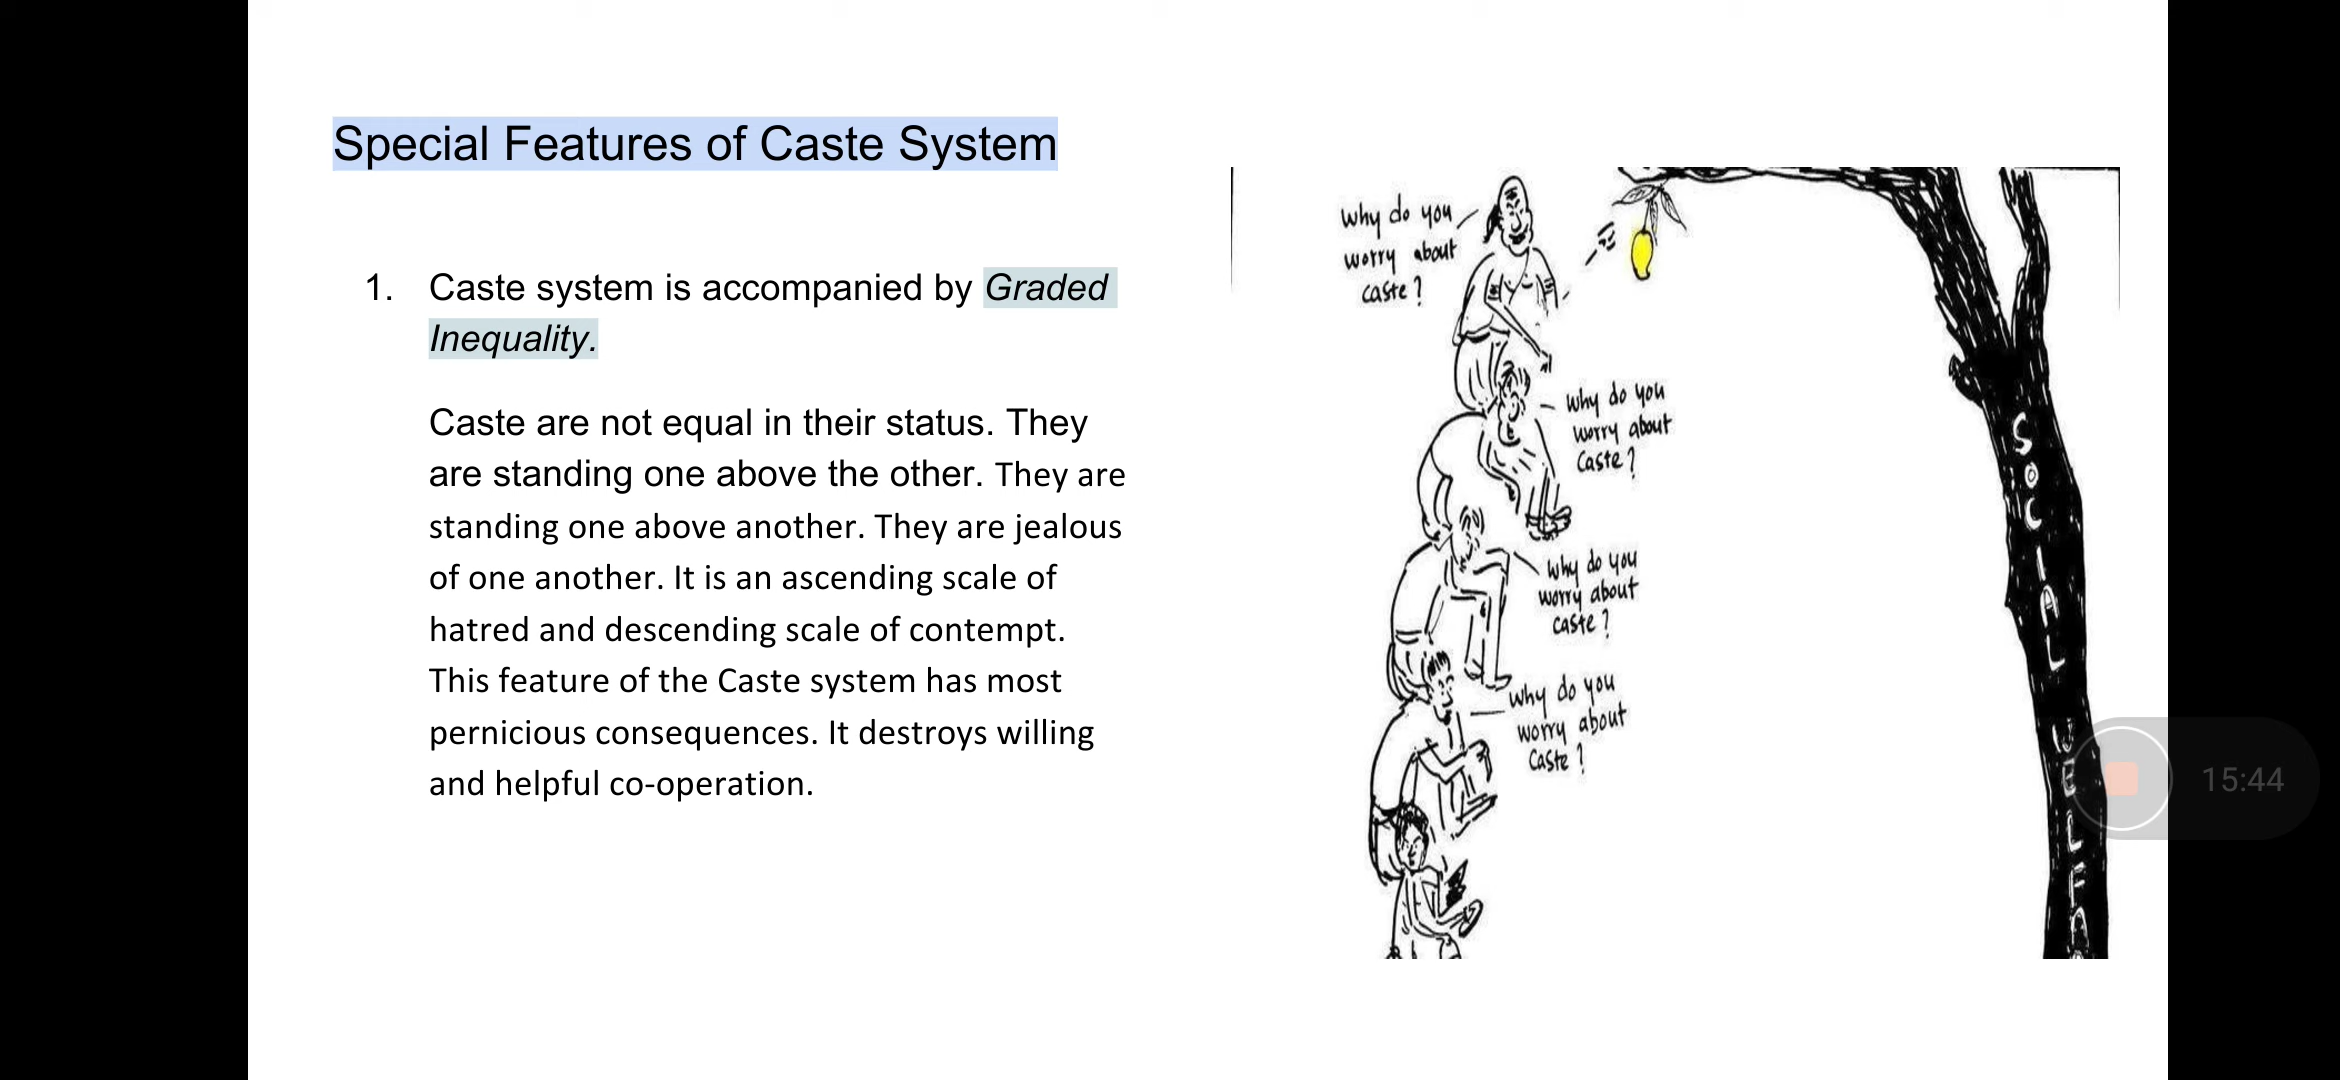 Special Features of Caste System
1. Caste system is accompanied by Graded
Inequality.
Caste are not equal in their status. They
are standing one above the other. They are
standing one above another. They are jealous
of one another. It is an ascending scale of
hatred and descending scale of contempt.
This feature of the Caste system has most
pernicious consequences. It destroys willing
and helpful co-operation.
Why do you
worry about
caste?
Why do you
worry about
Caste?
Why do you
worry about
caste?
Why do you
worry about
Caste?
SOCIAL
15:44